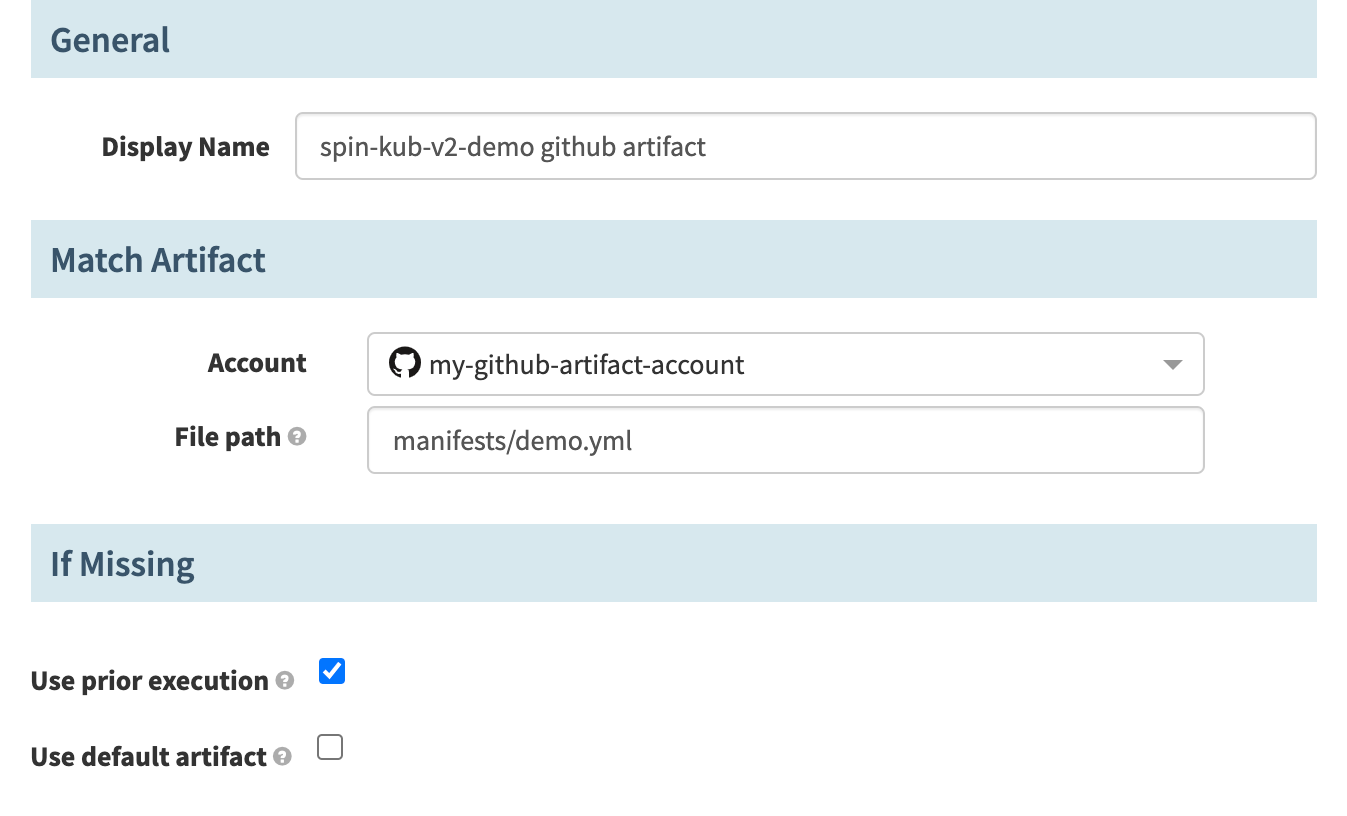 General
Display Name spin-kub-v2-demo github artifact
Match Artifact
Account my-github-artifact-account
File path ? manifests/demo.yml
If Missing
Use prior execution ?
Use default artifact ?